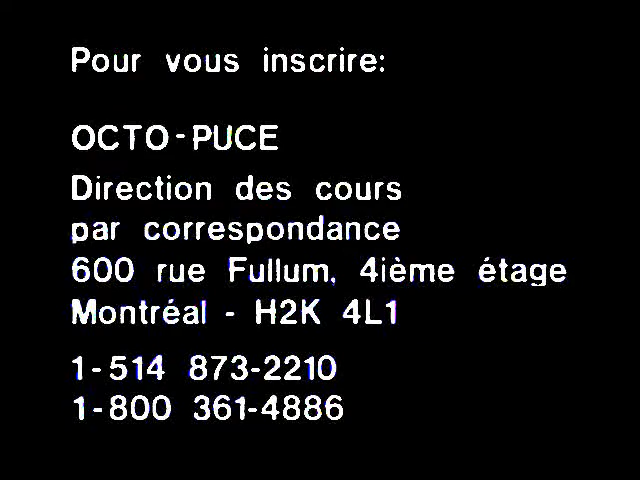 Pour vous inscrire:
OCTO-PUCE
Direction des cours
par correspondance
600 rue Fullum, 4ième étage
Montréal - H2K 4L1
1-514 873-2210
1-800 361-4886